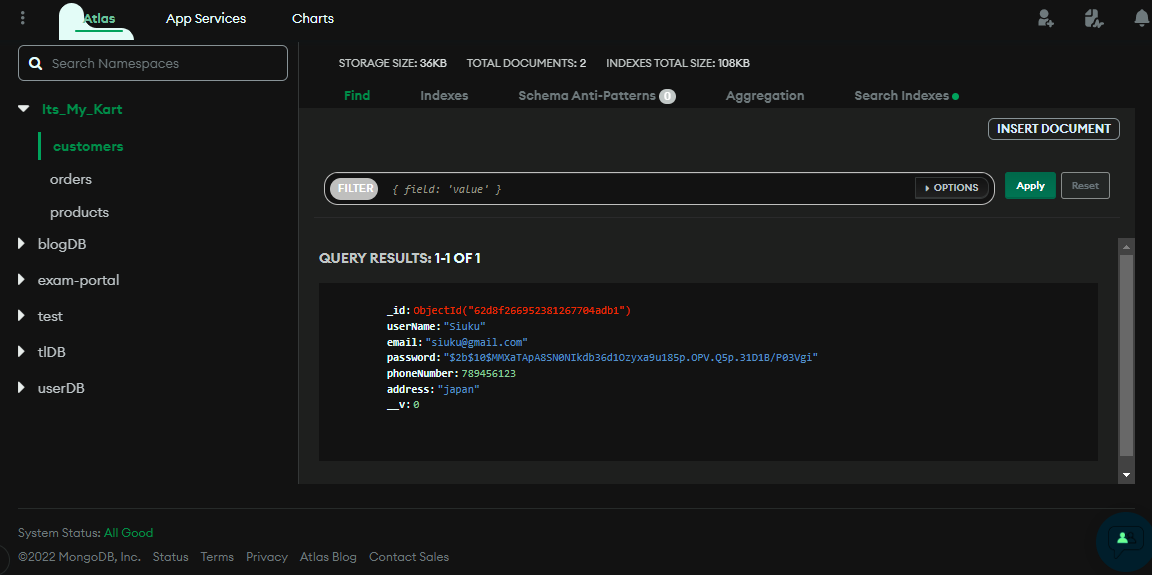 Atlas App Services Charts
Search Namespaces
Its_My_Kart
customers
orders
products
blogDB
exam-portal
test
tlDB
userDB
STORAGE SIZE: 36KB TOTAL DOCUMENTS: 2 INDEXES TOTAL SIZE: 108KB
Find Indexes Schema Anti-Patterns 0 Aggregation Search Indexes
INSERT DOCUMENT
FILTER { field: 'value' } OPTIONS Apply Reset
QUERY RESULTS: 1-1 OF 1
_id: ObjectId("62d8f266952381267704adb1")
userName: "Siuku"
email: "siuku@gmail.com"
password: "$2b$10$MMXaTApA8SN0NIkdb36d1Ozyxa9u185p.OPV.Q5p.31D1B/P03Vgi"
phoneNumber: 789456123
address: "japan"
__v: 0
System Status: All Good
©2022 MongoDB, Inc. Status Terms Privacy Atlas Blog Contact Sales